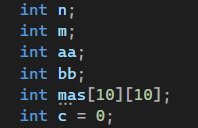 int n;
int m;
int aa;
int bb;
int mas[10][10];
int c = 0;